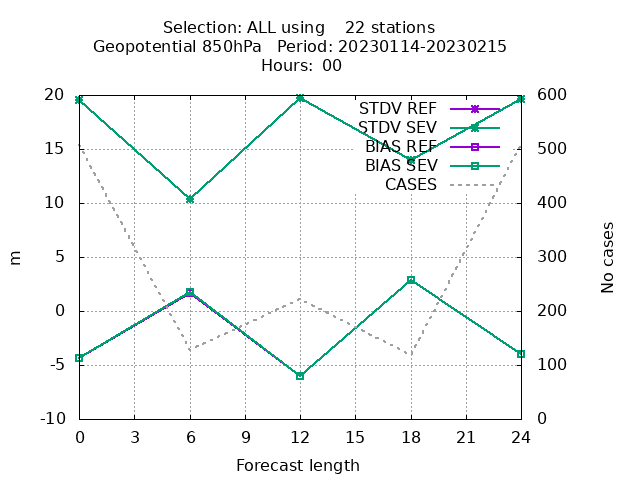 Selection: ALL using    22 stations
Geopotential 850hPa   Period: 20230114-20230215
Hours: 00
20
15
10
5
0
-5
-10
m
STDV REF
STDV SEV
BIAS REF
BIAS SEV
CASES
600
500
400
300
200
100
0
No cases
0 3 6 9 12 15 18 21 24
Forecast length